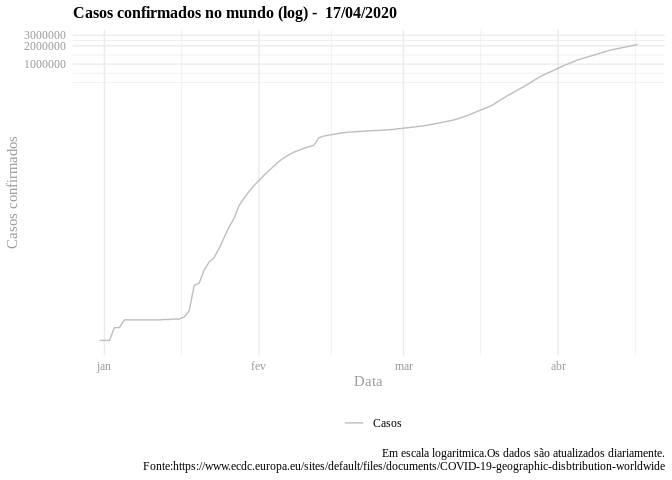 Casos confirmados no mundo (log) -  17/04/2020
3000000
2000000
1000000
Casos confirmados
jan
fev
mar
abr
Data
Casos
Em escala logaritmica.Os dados são atualizados diariamente.
Fonte:https://www.ecdc.europa.eu/sites/default/files/documents/COVID-19-geographic-disbtribution-worldwide